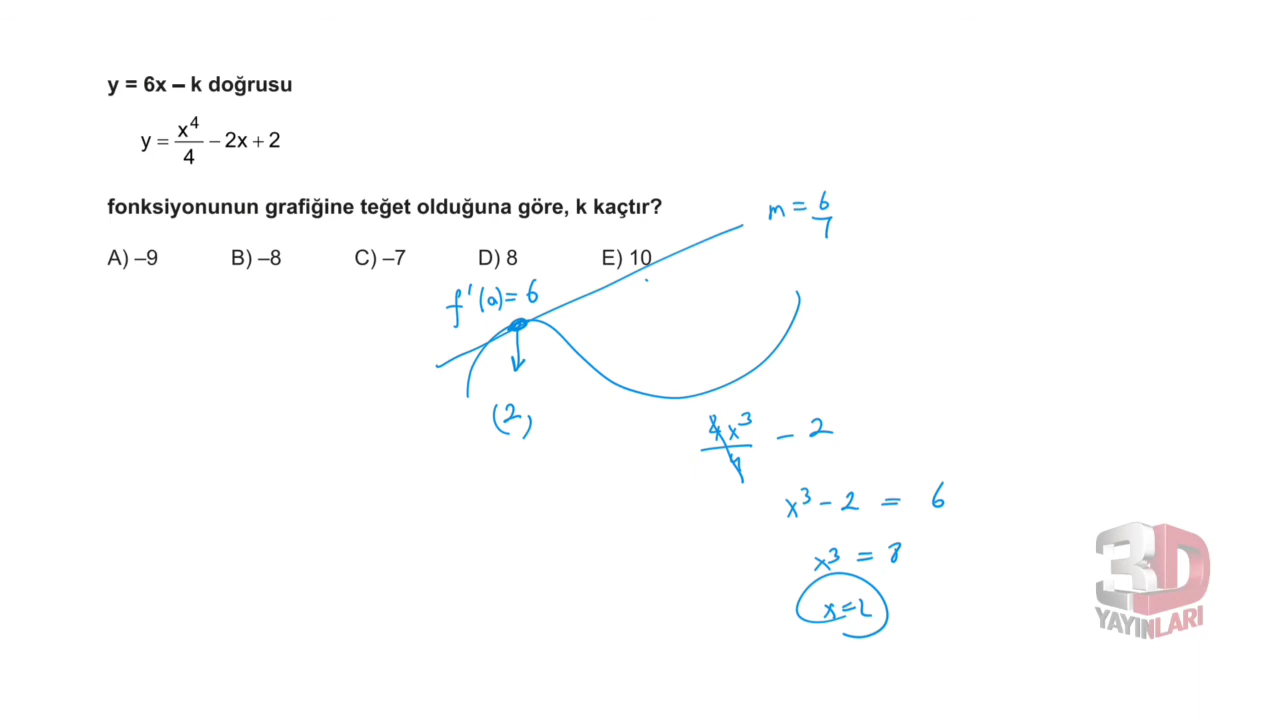 y = 6x – k doğrusu
y = x⁴/4 – 2x + 2
fonksiyonunun grafiğine teğet olduğuna göre, k kaçtır?
A) –9 B) –8 C) –7 D) 8 E) 10
m = 6/7
f'(a) = 6
(2,
4x³/4 – 2
x³ – 2 = 6
x³ = 8
x = 2
3D
YAYINLARI